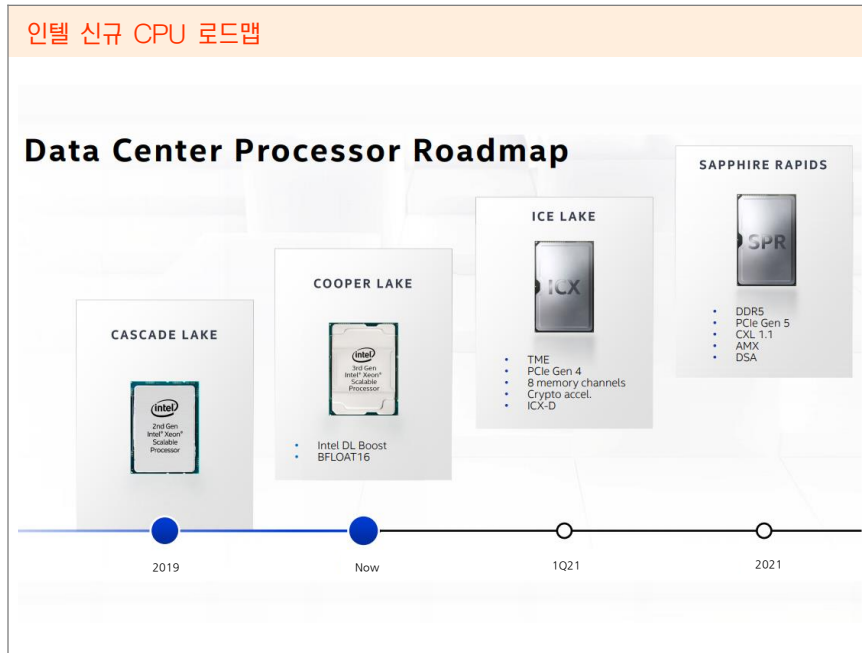 인텔 신규 CPU 로드맵
Data Center Processor Roadmap
CASCADE LAKE
intel
2nd Gen
Intel® Xeon®
Scalable
Processor
2019
COOPER LAKE
intel
3rd Gen
Intel® Xeon®
Scalable
Processor
• Intel DL Boost
• BFLOAT16
Now
ICE LAKE
ICX
• TME
• PCIe Gen 4
• 8 memory channels
• Crypto accel.
• ICX-D
1Q21
SAPPHIRE RAPIDS
SPR
• DDR5
• PCIe Gen 5
• CXL 1.1
• AMX
• DSA
2021